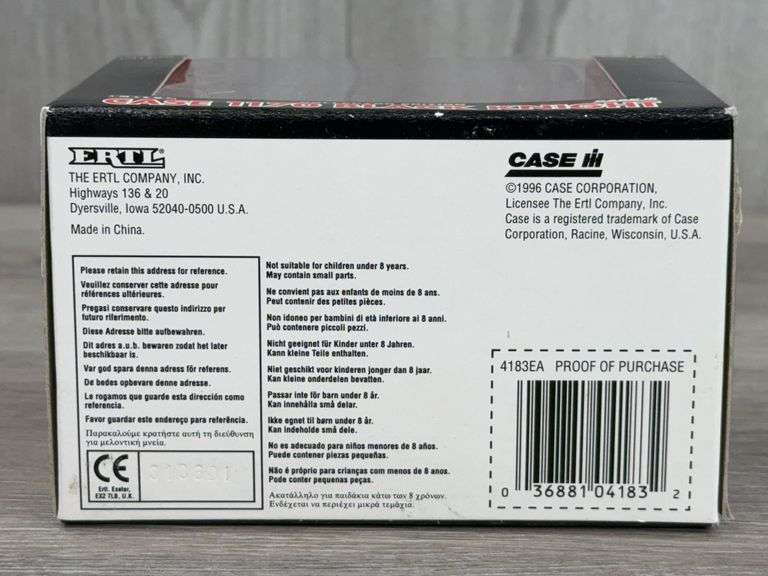 ERTL®
THE ERTL COMPANY, INC.
Highways 136 & 20
Dyersville, Iowa 52040-0500 U.S.A.
Made in China.
CASE IH
©1996 CASE CORPORATION,
Licensee The Ertl Company, Inc.
Case is a registered trademark of Case
Corporation, Racine, Wisconsin, U.S.A.
Please retain this address for reference.
Veuillez conserver cette adresse pour
références ultérieures.
Pregasi conservare questo indirizzo per
futuro riferimento.
Diese Adresse bitte aufbewahren.
Dit adres a.u.b. bewaren zodat het later
beschikbaar is.
Var god spara denna adress för referens.
De bedes opbevare denne adresse.
Le rogamos que guarde esta dirección como
referencia.
Favor guardar este endereço para referência.
Παρακαλούμε κρατήστε αυτή τη διεύθυνση
για μελοντική μνεία.
CE
Ertl. Exeter,
EX2 7LB, U.K.
Not suitable for children under 8 years.
May contain small parts.
Ne convient pas aux enfants de moins de 8 ans.
Peut contenir des petites pièces.
Non idoneo per bambini di età inferiore ai 8 anni.
Può contenere piccoli pezzi.
Nicht geeignet für Kinder unter 8 Jahren.
Kann kleine Teile enthalten.
Niet geschikt voor kinderen jonger dan 8 jaar.
Kan kleine onderdelen bevatten.
Passar inte för barn under 8 år.
Kan innehålla små delar.
Ikke egnet til børn under 8 år.
Kan indeholde små dele.
No es adecuado para niños menores de 8 años.
Puede contener piezas pequeñas.
Não é próprio para crianças com menos de 8 anos.
Pode conter pequenas peças.
Ακατάλληλο για παιδάκια κάτω των 8 χρόνων.
Ενδέχεται να περιέχει μικρά τεμάχια.
4183EA PROOF OF PURCHASE
0 36881 04183 2